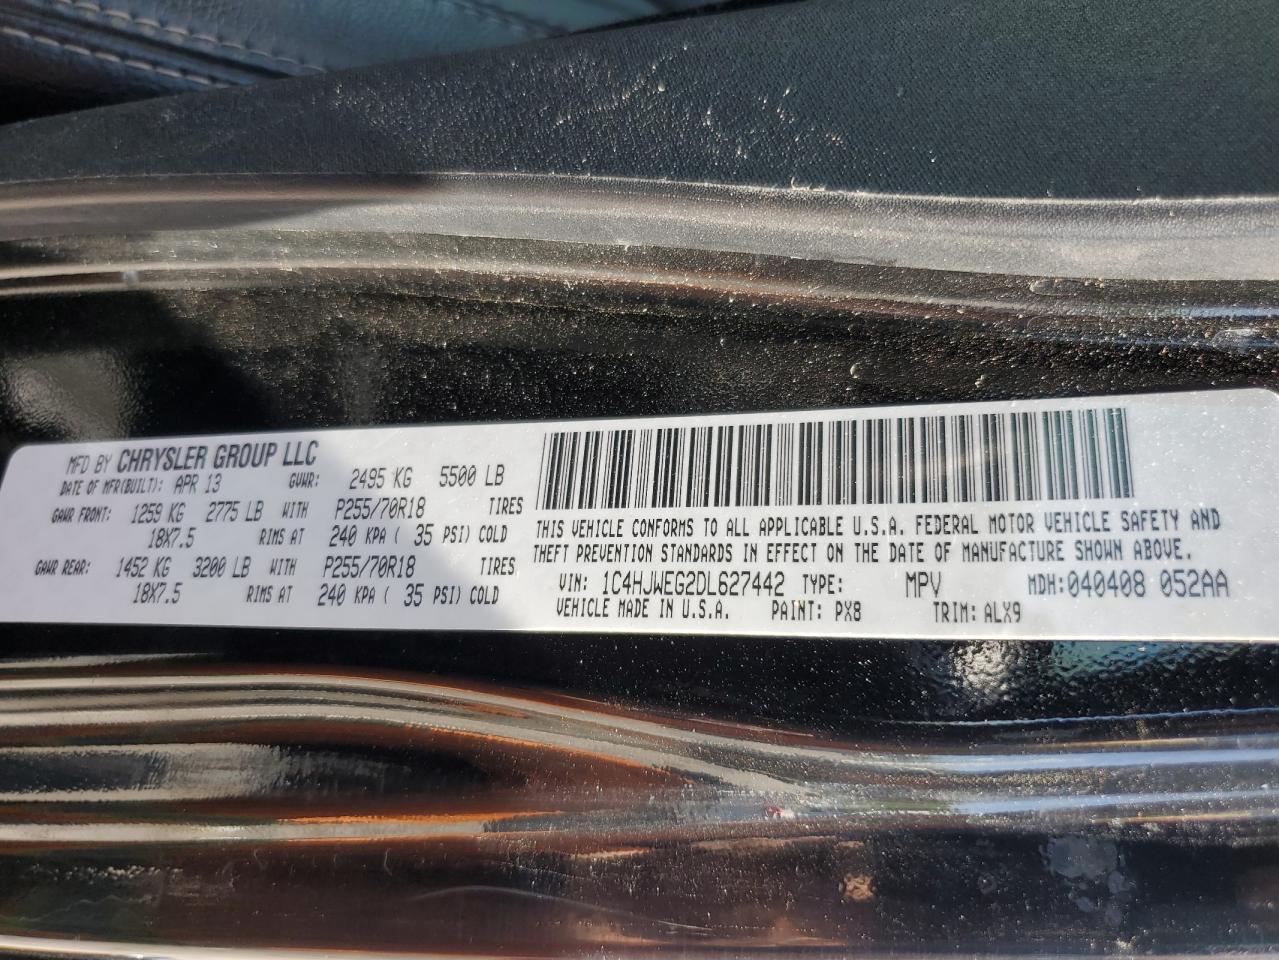 MFD BY CHRYSLER GROUP LLC
DATE OF MFR(BUILT): APR 13 GVWR: 2495 KG 5500 LB
GAWR FRONT: 1259 KG 2775 LB WITH P255/70R18 TIRES
18X7.5 RIMS AT 240 KPA ( 35 PSI) COLD
GAWR REAR: 1452 KG 3200 LB WITH P255/70R18 TIRES
18X7.5 RIMS AT 240 KPA ( 35 PSI) COLD
THIS VEHICLE CONFORMS TO ALL APPLICABLE U.S.A. FEDERAL MOTOR VEHICLE SAFETY AND
THEFT PREVENTION STANDARDS IN EFFECT ON THE DATE OF MANUFACTURE SHOWN ABOVE.
VIN: 1C4HJWEG2DL627442 TYPE: MPV MDH:040408 052AA
VEHICLE MADE IN U.S.A. PAINT: PX8 TRIM: ALX9